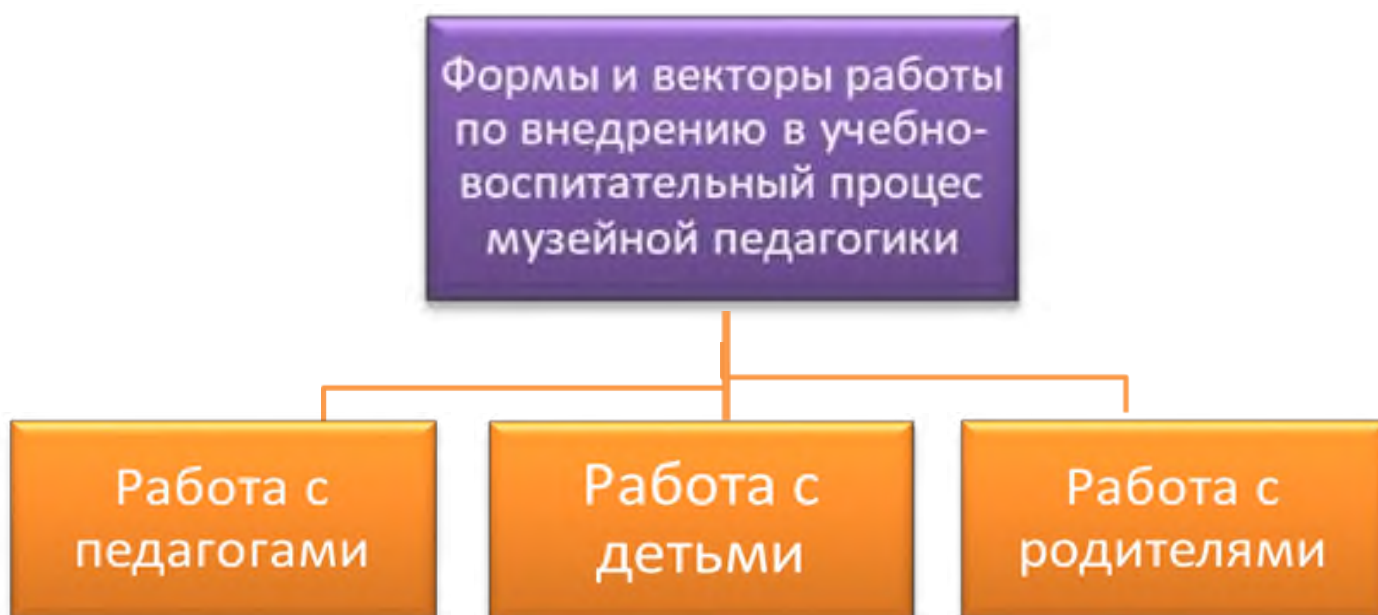 Формы и векторы работы
по внедрению в учебно-
воспитательный процес
музейной педагогики
Работа с
педагогами
Работа с
детьми
Работа с
родителями